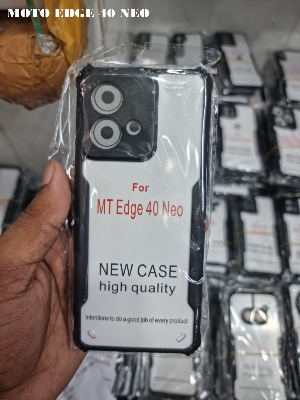 MOTO EDGE 40 NEO
For
MT Edge 40 Neo
NEW CASE
high quality
Intentions to do a good job of every product